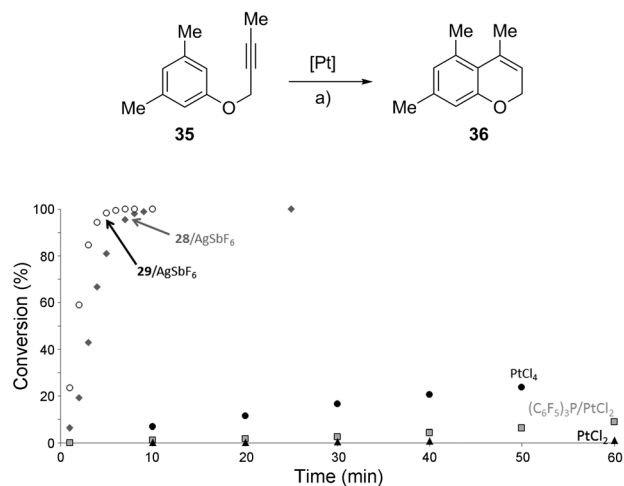 Me
Me
Me
O
35
[Pt]
a)
Me
Me
Me
O
36
Conversion (%)
100
80
60
40
20
0
28/AgSbF6
29/AgSbF6
PtCl4
(C6F5)3P/PtCl2
PtCl2
0
10
20
30
40
50
60
Time (min)